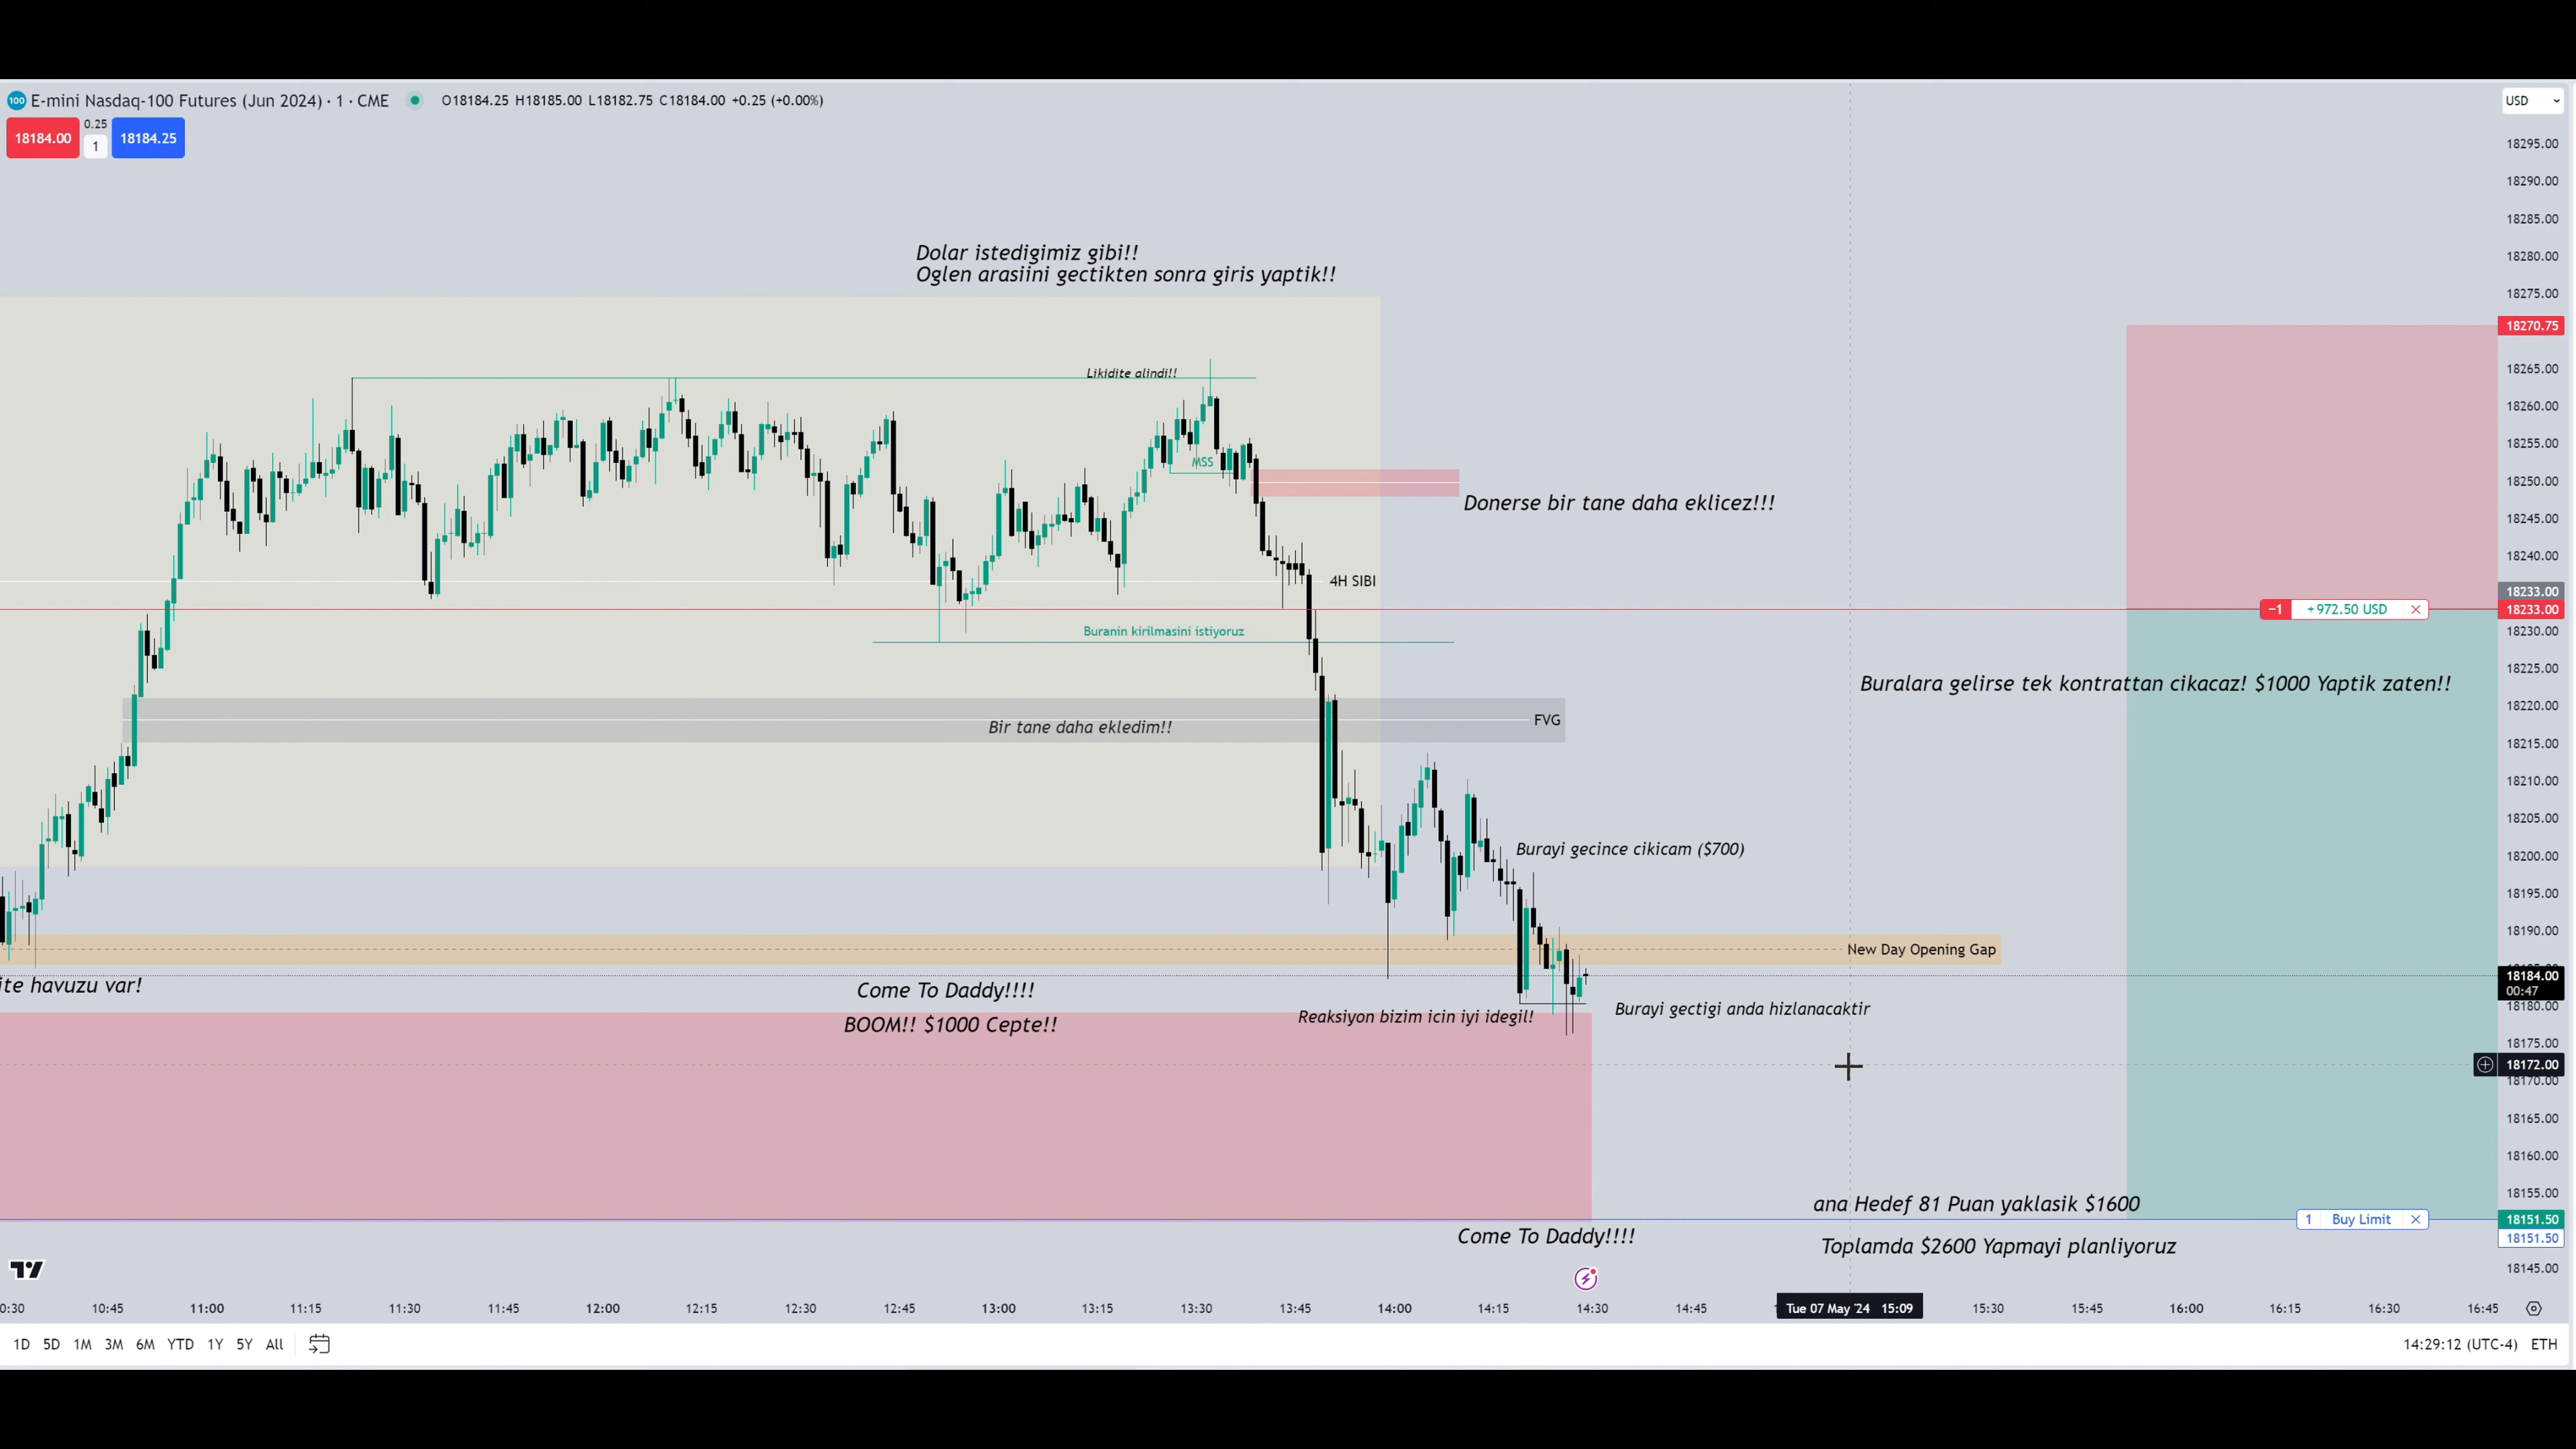 100 E-mini Nasdaq-100 Futures (Jun 2024) · 1 · CME O18184.25 H18185.00 L18182.75 C18184.00 +0.25 (+0.00%)
USD
18184.00 0.25 1 18184.25
Dolar istedigimiz gibi!!
Oglen arasiini gectikten sonra giris yaptik!!
Likidite alindi!!
MSS
Donerse bir tane daha eklicez!!!
4H SIBI
Buranin kirilmasini istiyoruz
−1 +972.50 USD
Buralara gelirse tek kontrattan cikacaz! $1000 Yaptik zaten!!
Bir tane daha ekledim!!
FVG
Burayi gecince cikicam ($700)
New Day Opening Gap
ite havuzu var!
Come To Daddy!!!!
BOOM!! $1000 Cepte!!
Reaksiyon bizim icin iyi idegil!
Burayi gectigi anda hizlanacaktir
ana Hedef 81 Puan yaklasik $1600
1 Buy Limit
Come To Daddy!!!!
Toplamda $2600 Yapmayi planliyoruz
18295.00
18290.00
18285.00
18280.00
18275.00
18270.75
18265.00
18260.00
18255.00
18250.00
18245.00
18240.00
18233.00
18233.00
18230.00
18225.00
18220.00
18215.00
18210.00
18205.00
18200.00
18195.00
18190.00
18184.00
00:47
18180.00
18175.00
18172.00
18170.00
18165.00
18160.00
18155.00
18151.50
18151.50
18145.00
0:30 10:45 11:00 11:15 11:30 11:45 12:00 12:15 12:30 12:45 13:00 13:15 13:30 13:45 14:00 14:15 14:30 14:45 Tue 07 May '24 15:09 15:30 15:45 16:00 16:15 16:30 16:45
1D 5D 1M 3M 6M YTD 1Y 5Y All
14:29:12 (UTC-4) ETH